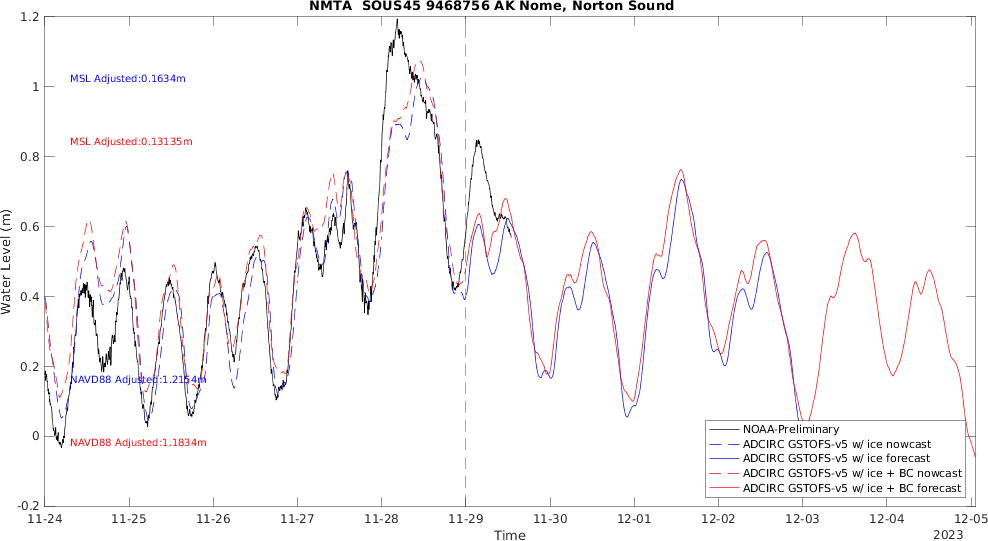 NMTA SOUS45 9468756 AK Nome, Norton Sound
Water Level (m)
1.2
1
0.8
0.6
0.4
0.2
0
-0.2
MSL Adjusted:0.1634m
MSL Adjusted:0.13135m
NAVD88 Adjusted:1.2154m
NAVD88 Adjusted:1.1834m
NOAA-Preliminary
ADCIRC GSTOFS-v5 w/ ice nowcast
ADCIRC GSTOFS-v5 w/ ice forecast
ADCIRC GSTOFS-v5 w/ ice + BC nowcast
ADCIRC GSTOFS-v5 w/ ice + BC forecast
11-24 11-25 11-26 11-27 11-28 11-29 11-30 12-01 12-02 12-03 12-04 12-05
Time
2023